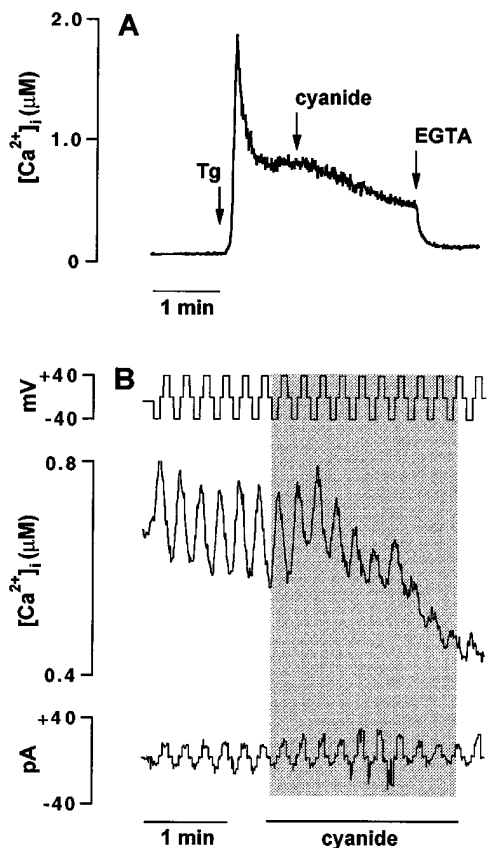 A
2.0
1.0
0
[Ca²⁺]ᵢ (μM)
Tg
cyanide
EGTA
1 min
B
mV
+40
-40
0.8
0.4
[Ca²⁺]ᵢ (μM)
pA
+40
-40
1 min
cyanide